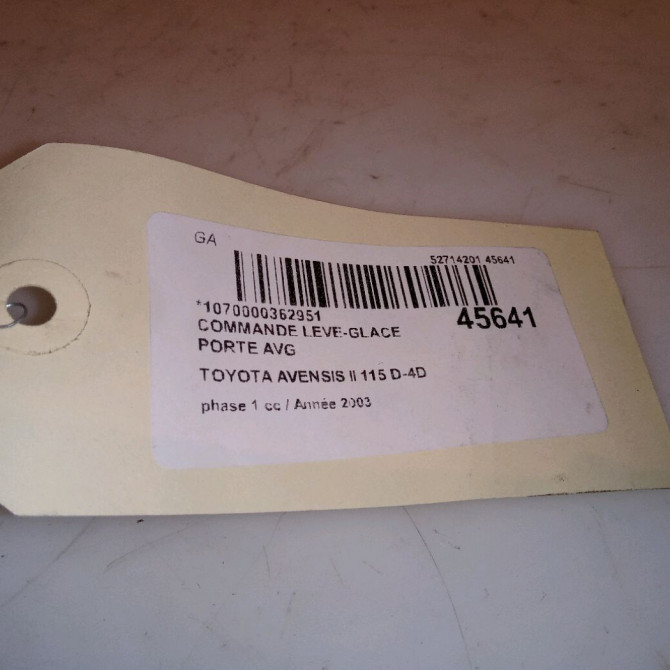 GA
52714201 45641
*1070000362951
45641
COMMANDE LEVE-GLACE
PORTE AVG
TOYOTA AVENSIS II 115 D-4D
phase 1 cc / Année 2003